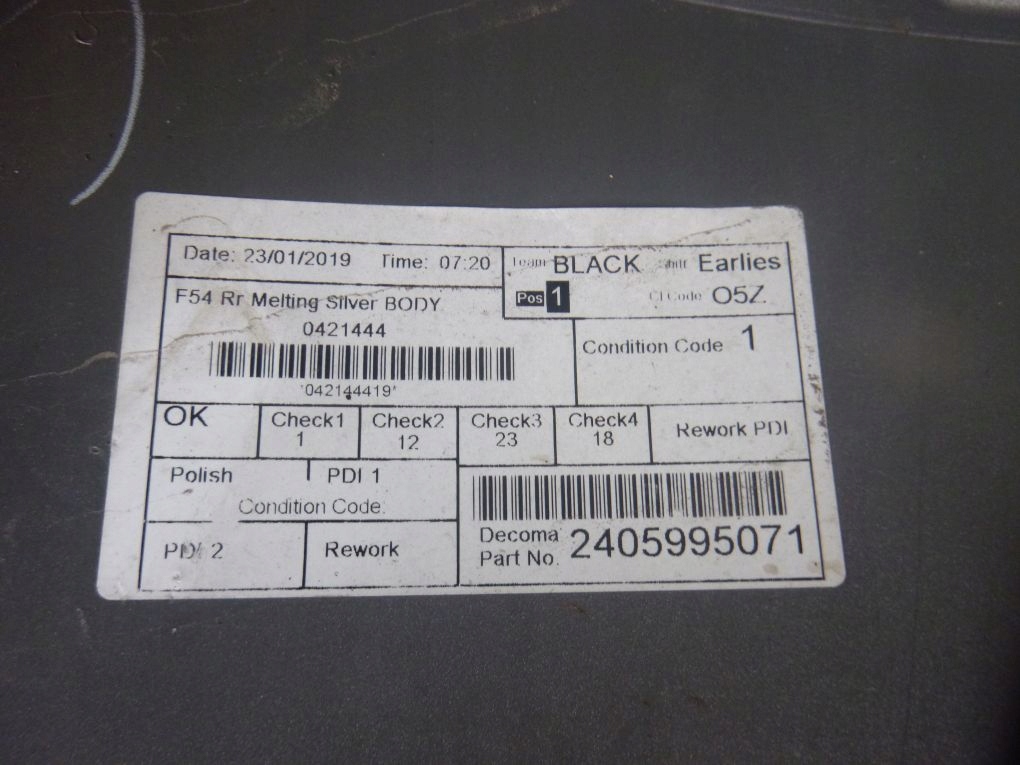 Date: 23/01/2019 Time: 07:20
Team BLACK Shift Earlies
Pos 1 Cl Code O5Z
F54 Rr Melting Silver BODY
0421444
*042144419*
Condition Code 1
OK Check1 Check2 Check3 Check4 Rework PDI
1 12 23 18
Polish PDI 1
Condition Code:
PDI 2 Rework
Decoma
Part No. 2405995071